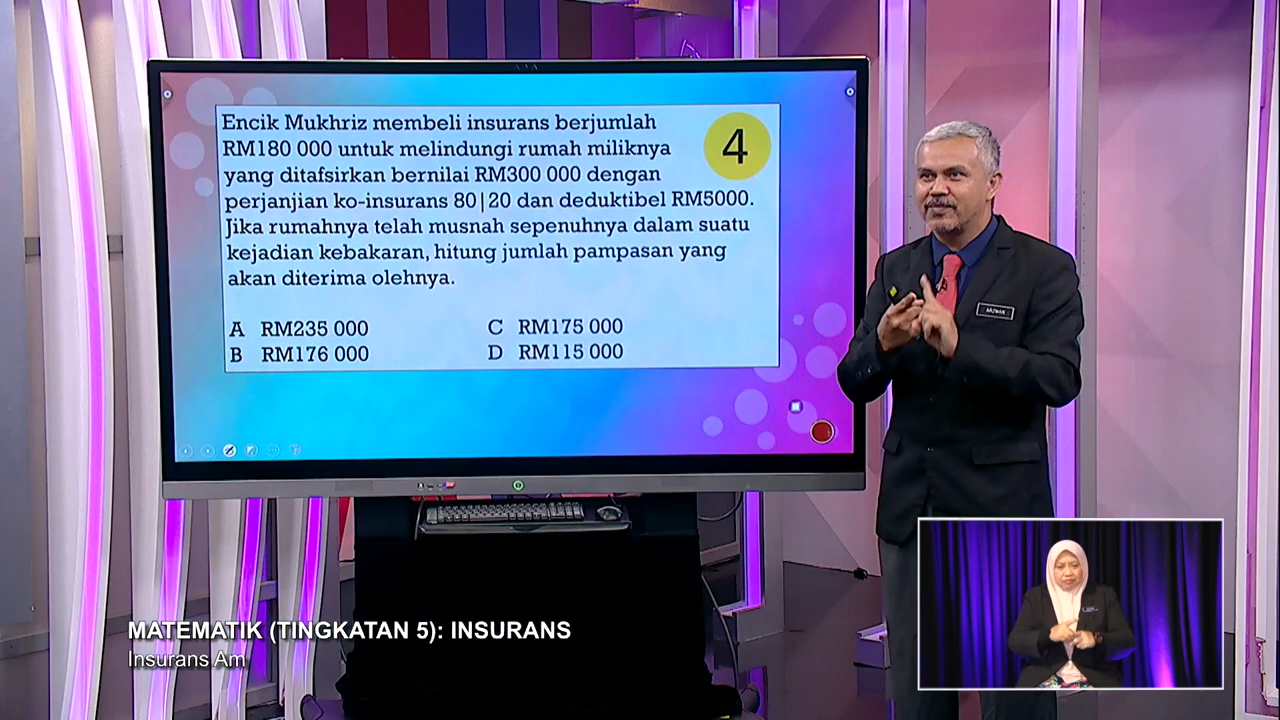 Encik Mukhriz membeli insurans berjumlah
RM180 000 untuk melindungi rumah miliknya
yang ditafsirkan bernilai RM300 000 dengan
perjanjian ko-insurans 80|20 dan deduktibel RM5000.
Jika rumahnya telah musnah sepenuhnya dalam suatu
kejadian kebakaran, hitung jumlah pampasan yang
akan diterima olehnya.
4
A RM235 000
B RM176 000
C RM175 000
D RM115 000
MATEMATIK (TINGKATAN 5): INSURANS
Insurans Am